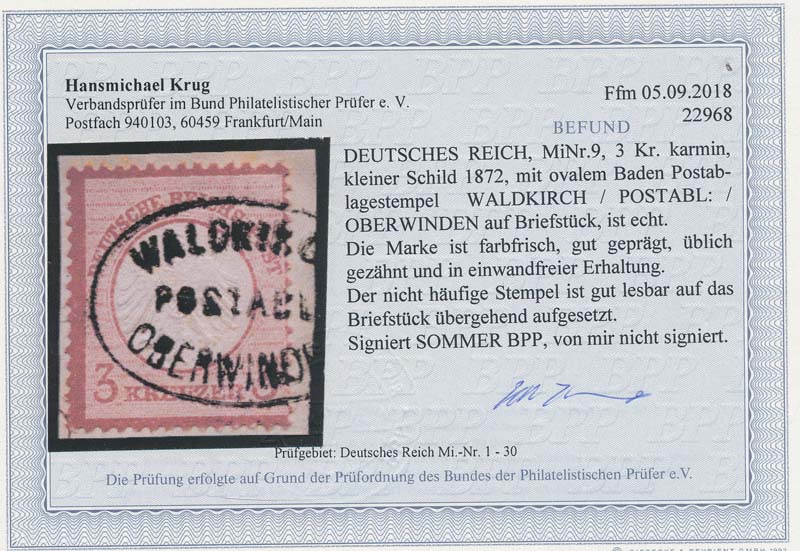 Hansmichael Krug
Verbandsprüfer im Bund Philatelistischer Prüfer e. V.
Postfach 940103, 60459 Frankfurt/Main
Ffm 05.09.2018
22968
BEFUND
DEUTSCHES REICH, MiNr.9, 3 Kr. karmin,
kleiner Schild 1872, mit ovalem Baden Postab-
lagestempel WALDKIRCH / POSTABL: /
OBERWINDEN auf Briefstück, ist echt.
Die Marke ist farbfrisch, gut geprägt, üblich
gezähnt und in einwandfreier Erhaltung.
Der nicht häufige Stempel ist gut lesbar auf das
Briefstück übergehend aufgesetzt.
Signiert SOMMER BPP, von mir nicht signiert.
WALDKIRC
POSTABL
OBERWINDE
3 KREUZER
Prüfgebiet: Deutsches Reich Mi.-Nr. 1 - 30
Die Prüfung erfolgte auf Grund der Prüfordnung des Bundes der Philatelistischen Prüfer e.V.
BPP BPP BPP